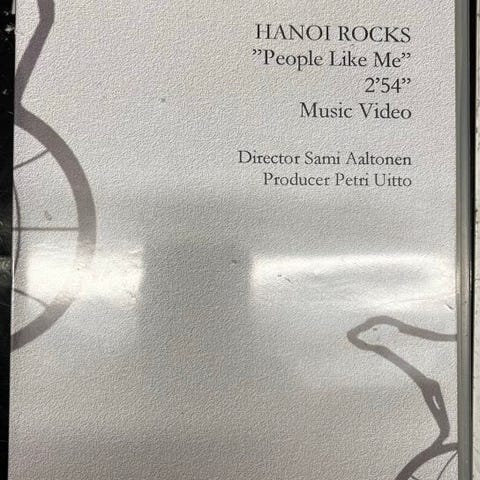 HANOI ROCKS
”People Like Me”
2’54”
Music Video
Director Sami Aaltonen
Producer Petri Uitto